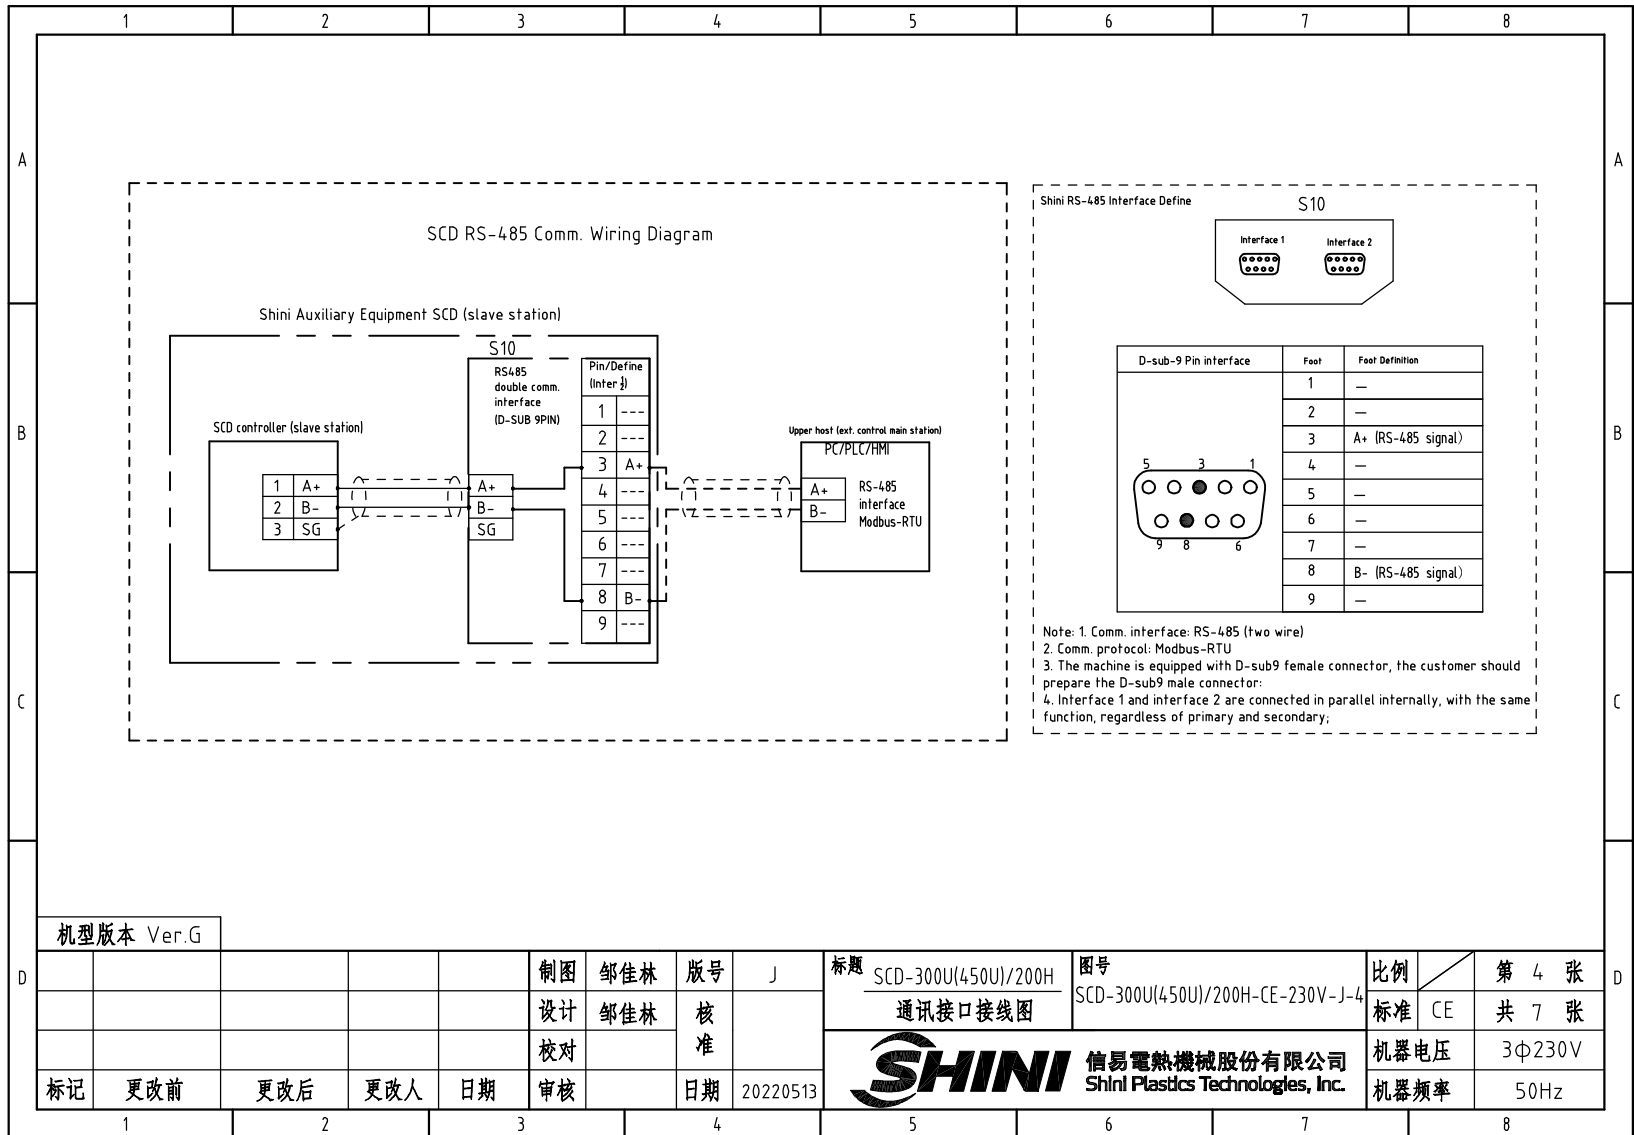 1 2 3 4 5 6 7 8
A A
B B
C C
D D
SCD RS-485 Comm. Wiring Diagram
Shini Auxiliary Equipment SCD (slave station)
S10
RS485
double comm.
interface
(D-SUB 9PIN)
Pin/Define
(Inter ½)
1 ---
2 ---
3 A+
4 ---
5 ---
6 ---
7 ---
8 B-
9 ---
SCD controller (slave station)
1 A+
2 B-
3 SG
A+
B-
SG
Upper host (ext. control main station)
PC/PLC/HMI
A+
B-
RS-485
interface
Modbus-RTU
Shini RS-485 Interface Define
S10
Interface 1
Interface 2
D-sub-9 Pin interface Foot Foot Definition
1 —
2 —
3 A+ (RS-485 signal)
4 —
5 —
6 —
7 —
8 B- (RS-485 signal)
9 —
5 3 1
9 8 6
Note: 1. Comm. interface: RS-485 (two wire)
2. Comm. protocol: Modbus-RTU
3. The machine is equipped with D-sub9 female connector, the customer should
prepare the D-sub9 male connector:
4. Interface 1 and interface 2 are connected in parallel internally, with the same
function, regardless of primary and secondary;
机型版本 Ver.G
制图 邹佳林 版号 J
设计 邹佳林 核准
校对
标记 更改前 更改后 更改人 日期 审核 日期 20220513
标题 SCD-300U(450U)/200H
通讯接口接线图
图号
SCD-300U(450U)/200H-CE-230V-J-4
比例 第 4 张
标准 CE 共 7 张
机器电压 3ф230V
机器频率 50Hz
SHINI
信易電熱機械股份有限公司
Shini Plastics Technologies, Inc.
1 2 3 4 5 6 7 8